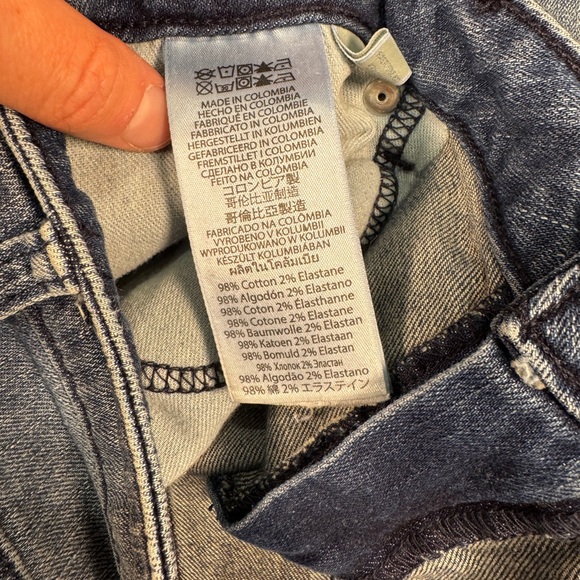 MADE IN COLOMBIA
HECHO EN COLOMBIA
FABRIQUÉ EN COLOMBIE
FABBRICATO IN COLOMBIA
HERGESTELLT IN KOLUMBIEN
GEFABRICEERD IN COLOMBIA
FREMSTILLET I COLOMBIA
СДЕЛАНО В КОЛУМБИИ
FEITO NA COLÔMBIA
コロンビア製
哥伦比亚制造
哥倫比亞製造
FABRICADO NA COLÔMBIA
VYROBENO V KOLUMBII
WYPRODUKOWANO W KOLUMBII
KÉSZÜLT KOLUMBIÁBAN
ผลิตในโคลัมเบีย
98% Cotton 2% Elastane
98% Algodón 2% Elastano
98% Coton 2% Élasthanne
98% Cotone 2% Elastane
98% Baumwolle 2% Elastan
98% Katoen 2% Elastaan
98% Bomuld 2% Elastan
98% Хлопок 2% Эластан
98% Algodão 2% Elastano
98% 綿 2% エラステイン